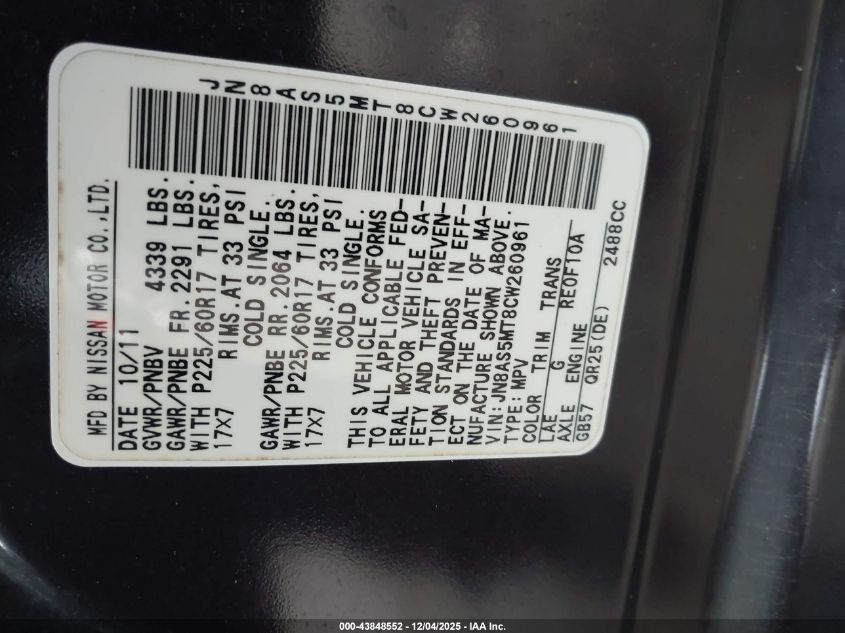 JN8AS5MT8CW260961
MFD BY NISSAN MOTOR CO.,LTD.
DATE 10/11
GVWR/PNBV 4339 LBS.
GAWR/PNBE FR. 2291 LBS.
WITH P225/60R17 TIRES,
17X7 RIMS.AT 33 PSI
COLD SINGLE.
GAWR/PNBE RR. 2064 LBS.
WITH P225/60R17 TIRES,
17X7 RIMS.AT 33 PSI
COLD SINGLE.
THIS VEHICLE CONFORMS
TO ALL APPLICABLE FED-
ERAL MOTOR VEHICLE SA-
FETY AND THEFT PREVEN-
TION STANDARDS IN EFF-
ECT ON THE DATE OF MA-
NUFACTURE SHOWN ABOVE.
VIN: JN8AS5MT8CW260961
TYPE: MPV
COLOR TRIM TRANS
LAE G RE0F10A
AXLE ENGINE
GB57 QR25(DE) 2488CC
000-43848552 - 12/04/2025 - IAA Inc.